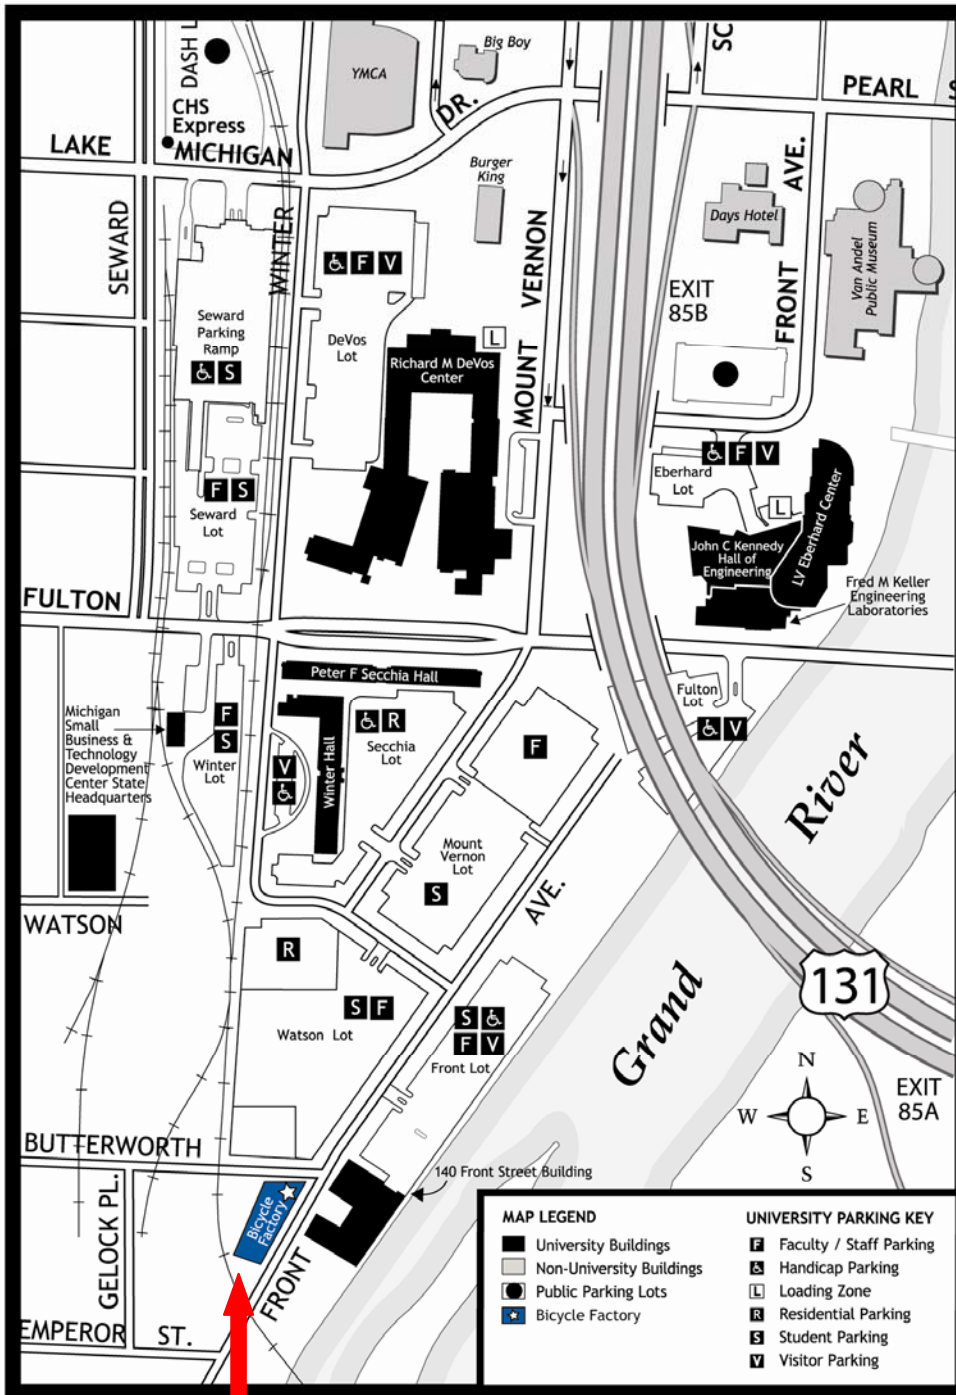 DASH L
YMCA
Big Boy
SC
PEARL S
DR.
CHS
Express
LAKE
MICHIGAN
Burger
King
AVE.
SEWARD
WINTER
Days Hotel
Van Andel
Public Museum
F V
VERNON
EXIT
85B
FRONT
Seward
Parking
Ramp
S
DeVos
Lot
L
Richard M DeVos
Center
MOUNT
F V
Eberhard
Lot
F S
Seward
Lot
L
LV Eberhard Center
John C Kennedy
Hall of
Engineering
FULTON
Fred M Keller
Engineering
Laboratories
Peter F Secchia Hall
Fulton
Lot
V
Michigan
Small
Business &
Technology
Development
Center State
Headquarters
F
S
Winter
Lot
V
Winter Hall
R
Secchia
Lot
F
River
Mount
Vernon
Lot
S
AVE.
WATSON
R
131
S F
Watson Lot
S
F V
Front Lot
Grand
N
W E
S
EXIT
85A
BUTTERWORTH
140 Front Street Building
GELOCK PL.
Bicycle
Factory
FRONT
EMPEROR ST.
MAP LEGEND
University Buildings
Non-University Buildings
Public Parking Lots
Bicycle Factory
UNIVERSITY PARKING KEY
F Faculty / Staff Parking
Handicap Parking
L Loading Zone
R Residential Parking
S Student Parking
V Visitor Parking